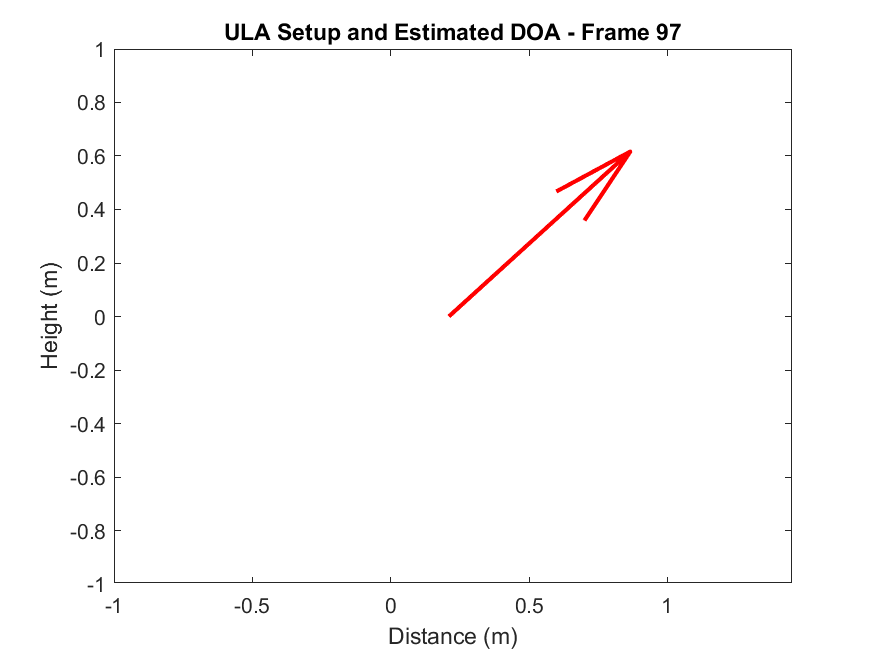 ULA Setup and Estimated DOA - Frame 97
1
0.8
0.6
0.4
0.2
0
-0.2
-0.4
-0.6
-0.8
-1
Height (m)
-1 -0.5 0 0.5 1
Distance (m)